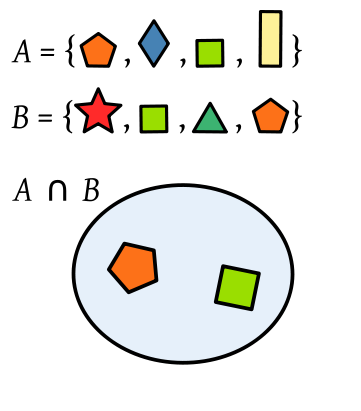 A = { , , , }
B = { , , , }
A ∩ B